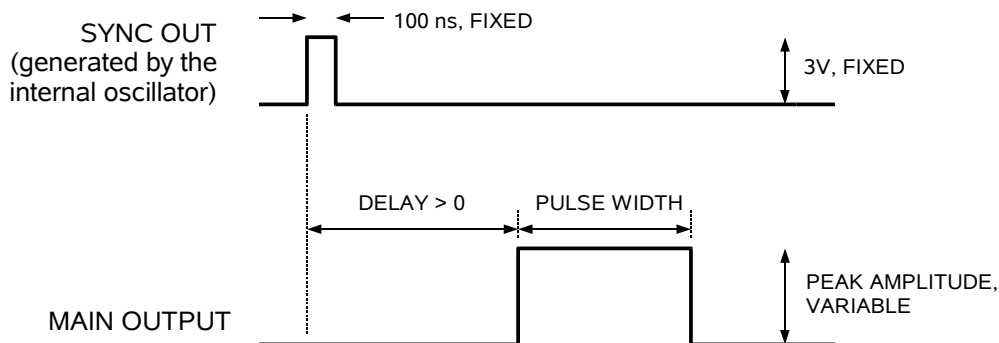 100 ns, FIXED
SYNC OUT
(generated by the
internal oscillator)
3V, FIXED
DELAY > 0
PULSE WIDTH
PEAK AMPLITUDE,
VARIABLE
MAIN OUTPUT